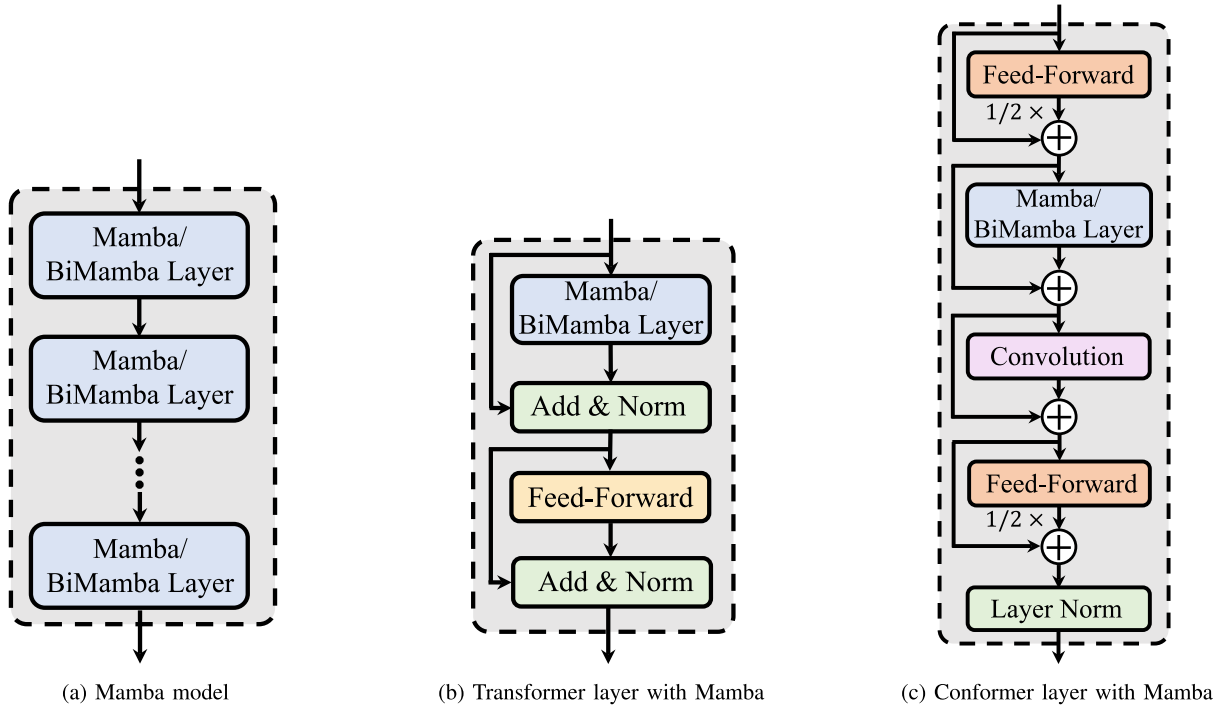 Mamba/
BiMamba Layer
Mamba/
BiMamba Layer
Mamba/
BiMamba Layer
(a) Mamba model
Mamba/
BiMamba Layer
Add & Norm
Feed-Forward
Add & Norm
(b) Transformer layer with Mamba
Feed-Forward
1/2 ×
Mamba/
BiMamba Layer
Convolution
Feed-Forward
1/2 ×
Layer Norm
(c) Conformer layer with Mamba